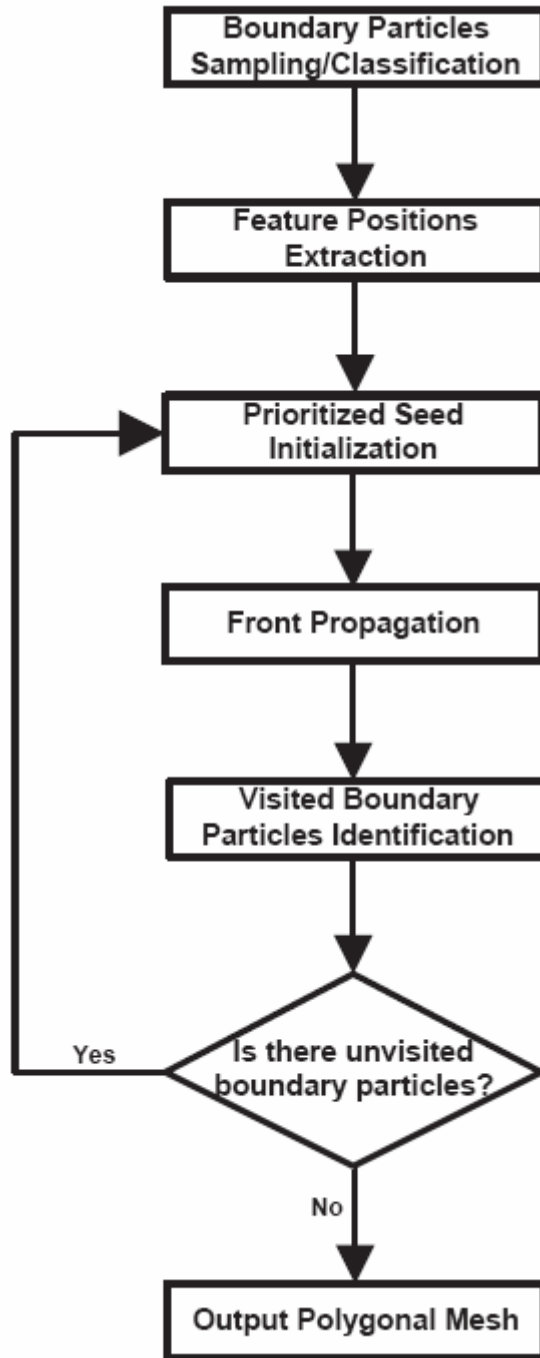 Boundary Particles
Sampling/Classification
Feature Positions
Extraction
Prioritized Seed
Initialization
Front Propagation
Visited Boundary
Particles Identification
Is there unvisited
boundary particles?
Yes
No
Output Polygonal Mesh